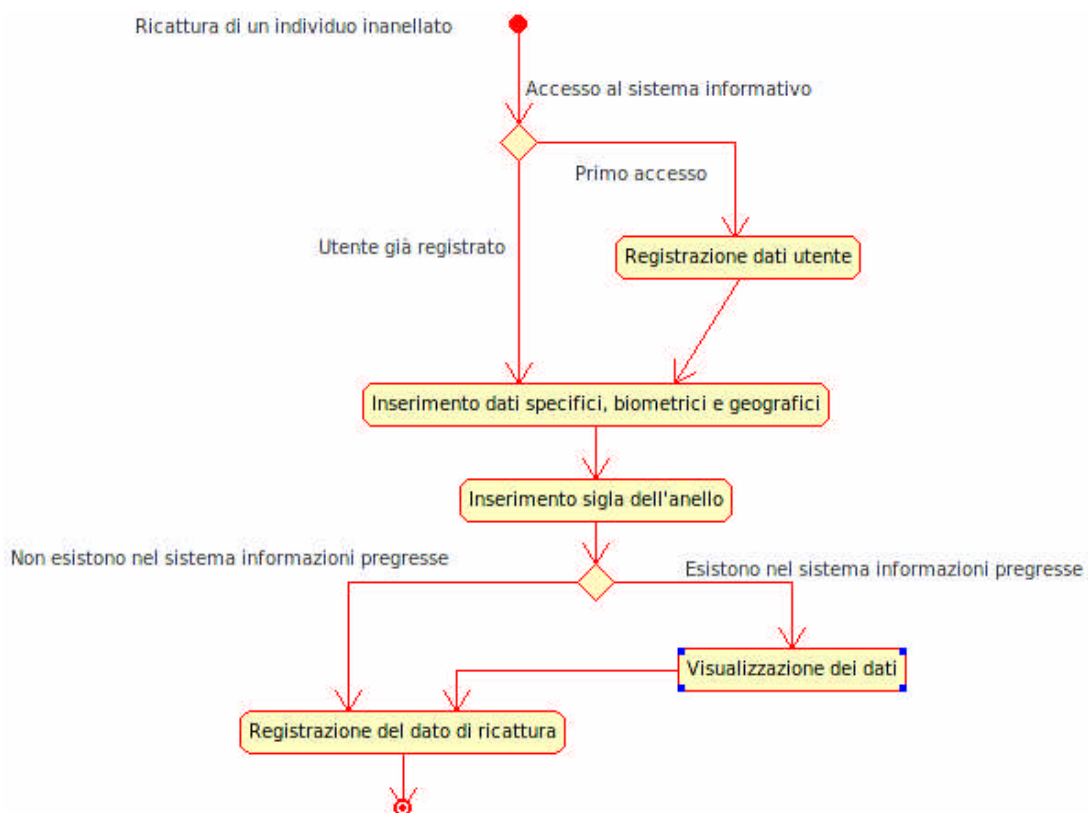 Ricattura di un individuo inanellato
Accesso al sistema informativo
Primo accesso
Utente già registrato
Registrazione dati utente
Inserimento dati specifici, biometrici e geografici
Inserimento sigla dell'anello
Non esistono nel sistema informazioni pregresse
Esistono nel sistema informazioni pregresse
Visualizzazione dei dati
Registrazione del dato di ricattura